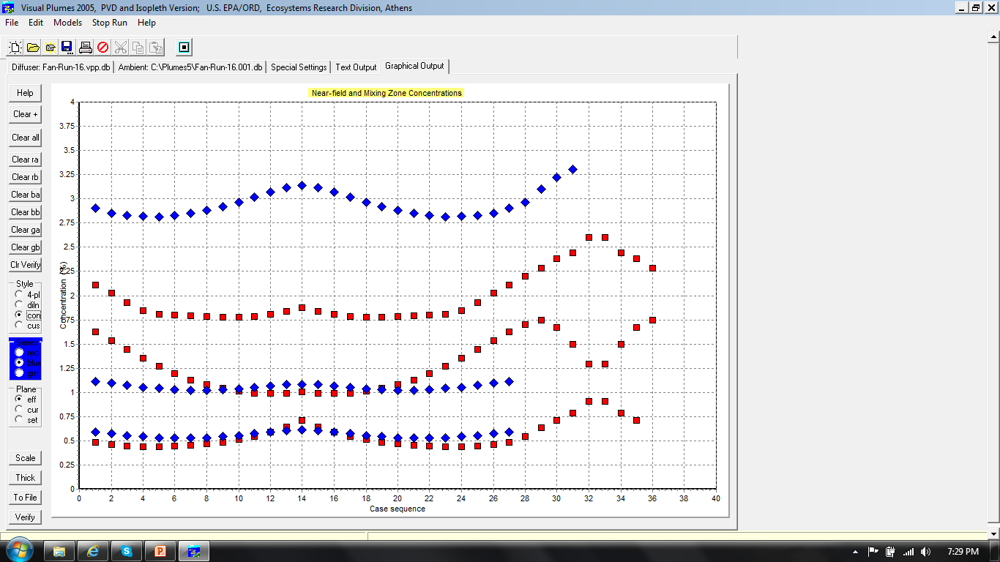 Visual Plumes 2005, PVD and Isopleth Version; U.S. EPA/ORD, Ecosystems Research Division, Athens
File Edit Models Stop Run Help
Diffuser: Fan-Run-16.vpp.db Ambient: C:\Plumes5\Fan-Run-16.001.db Special Settings Text Output Graphical Output
Help
Clear +
Clear all
Clear ra
Clear rb
Clear ba
Clear bb
Clear ga
Clear gb
Clr Verify
Style
4-pl
diln
con
cus
blue
Plane
eff
cur
set
Scale
Thick
To File
Verify
Near-field and Mixing Zone Concentrations
4
3.75
3.5
3.25
3
2.75
2.5
2.25
2
1.75
1.5
1.25
1
0.75
0.5
0.25
0
Concentration (%)
0 2 4 6 8 10 12 14 16 18 20 22 24 26 28 30 32 34 36 38 40
Case sequence
7:29 PM